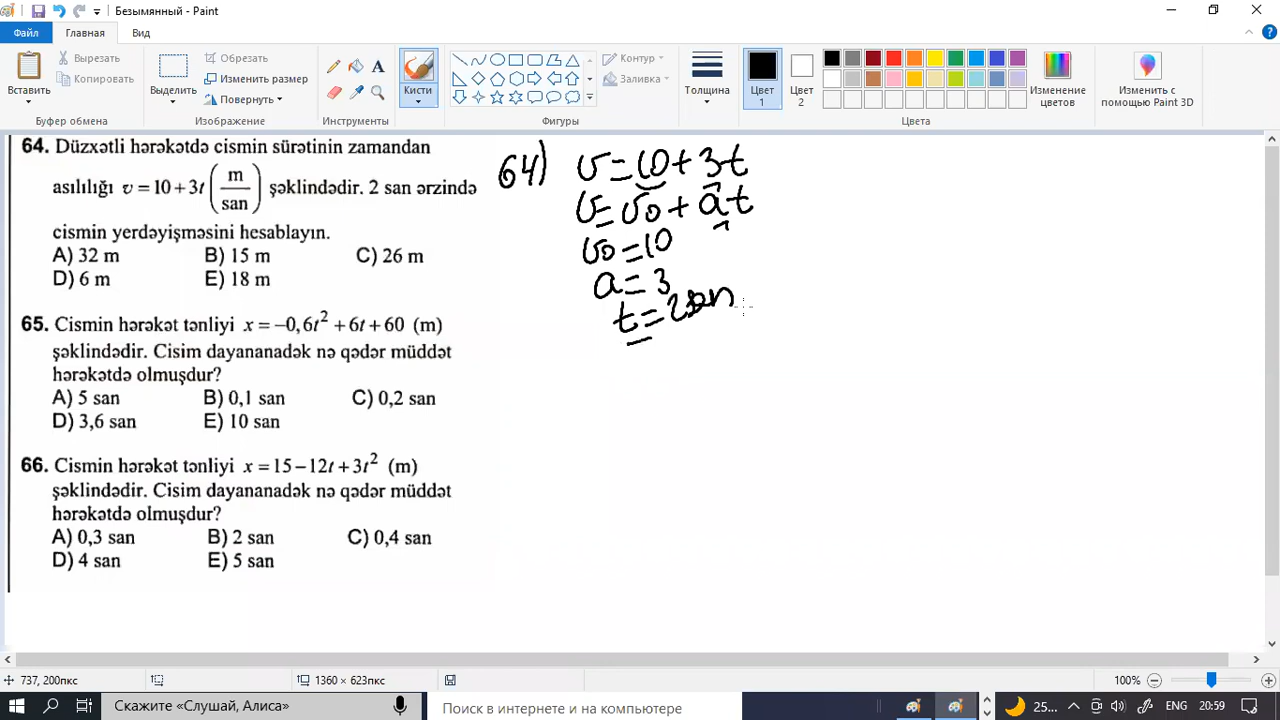 Безымянный - Paint
Файл Главная Вид
Вставить
Вырезать
Копировать
Буфер обмена
Выделить
Обрезать
Изменить размер
Повернуть
Изображение
Инструменты
Кисти
Контур
Заливка
Фигуры
Толщина
Цвет 1
Цвет 2
Изменение цветов
Изменить с помощью Paint 3D
Цвета
64. Düzxətli hərəkətdə cismin sürətinin zamandan
asılılığı v = 10 + 3t (m/san) şəklindədir. 2 san ərzində
cismin yerdəyişməsini hesablayın.
A) 32 m B) 15 m C) 26 m
D) 6 m E) 18 m
65. Cismin hərəkət tənliyi x = −0,6t² + 6t + 60 (m)
şəklindədir. Cisim dayananadək nə qədər müddət
hərəkətdə olmuşdur?
A) 5 san B) 0,1 san C) 0,2 san
D) 3,6 san E) 10 san
66. Cismin hərəkət tənliyi x = 15 − 12t + 3t² (m)
şəklindədir. Cisim dayananadək nə qədər müddət
hərəkətdə olmuşdur?
A) 0,3 san B) 2 san C) 0,4 san
D) 4 san E) 5 san
64) v = 10 + 3t
v = v0 + at
v0 = 10
a = 3
t = 2san
737, 200пкс
1360 × 623пкс
100%
Скажите «Слушай, Алиса»
Поиск в интернете и компьютере
25...
ENG 20:59